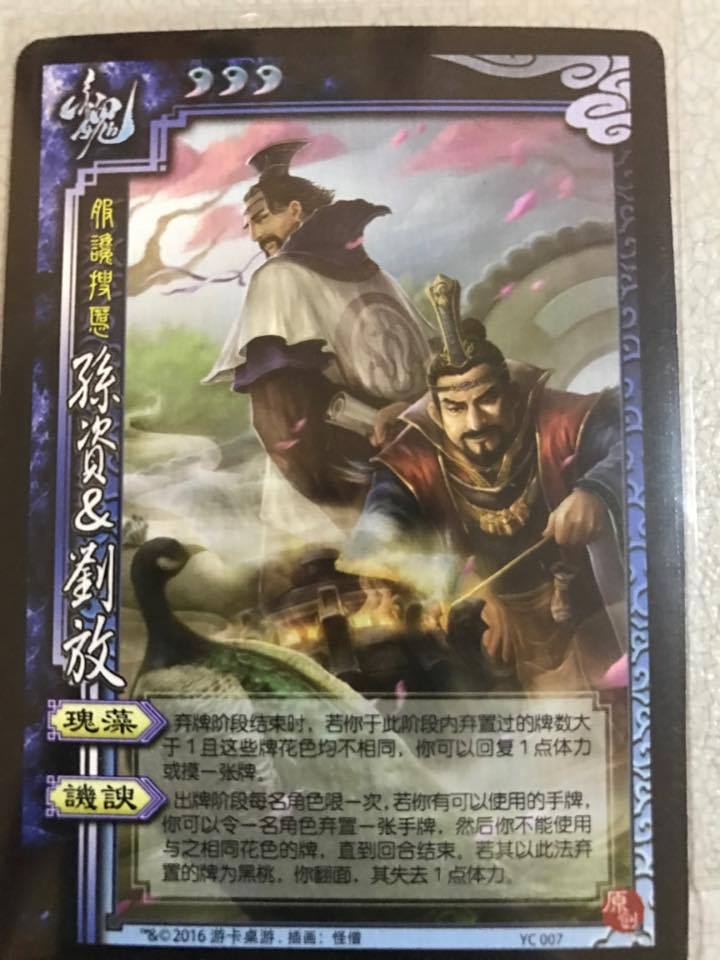 魏
服讒搜慝
孫資&劉放
瑰藻
弃牌阶段结束时，若你于此阶段内弃置过的牌数大
于1且这些牌花色均不相同，你可以回复1点体力
或摸一张牌。
譏諛
出牌阶段每名角色限一次，若你有可以使用的手牌，
你可以令一名角色弃置一张手牌，然后你不能使用
与之相同花色的牌，直到回合结束。若其以此法弃
置的牌为黑桃，你翻面，其失去1点体力。
原创
™&©2016 游卡桌游．插画：怪僧
YC 007